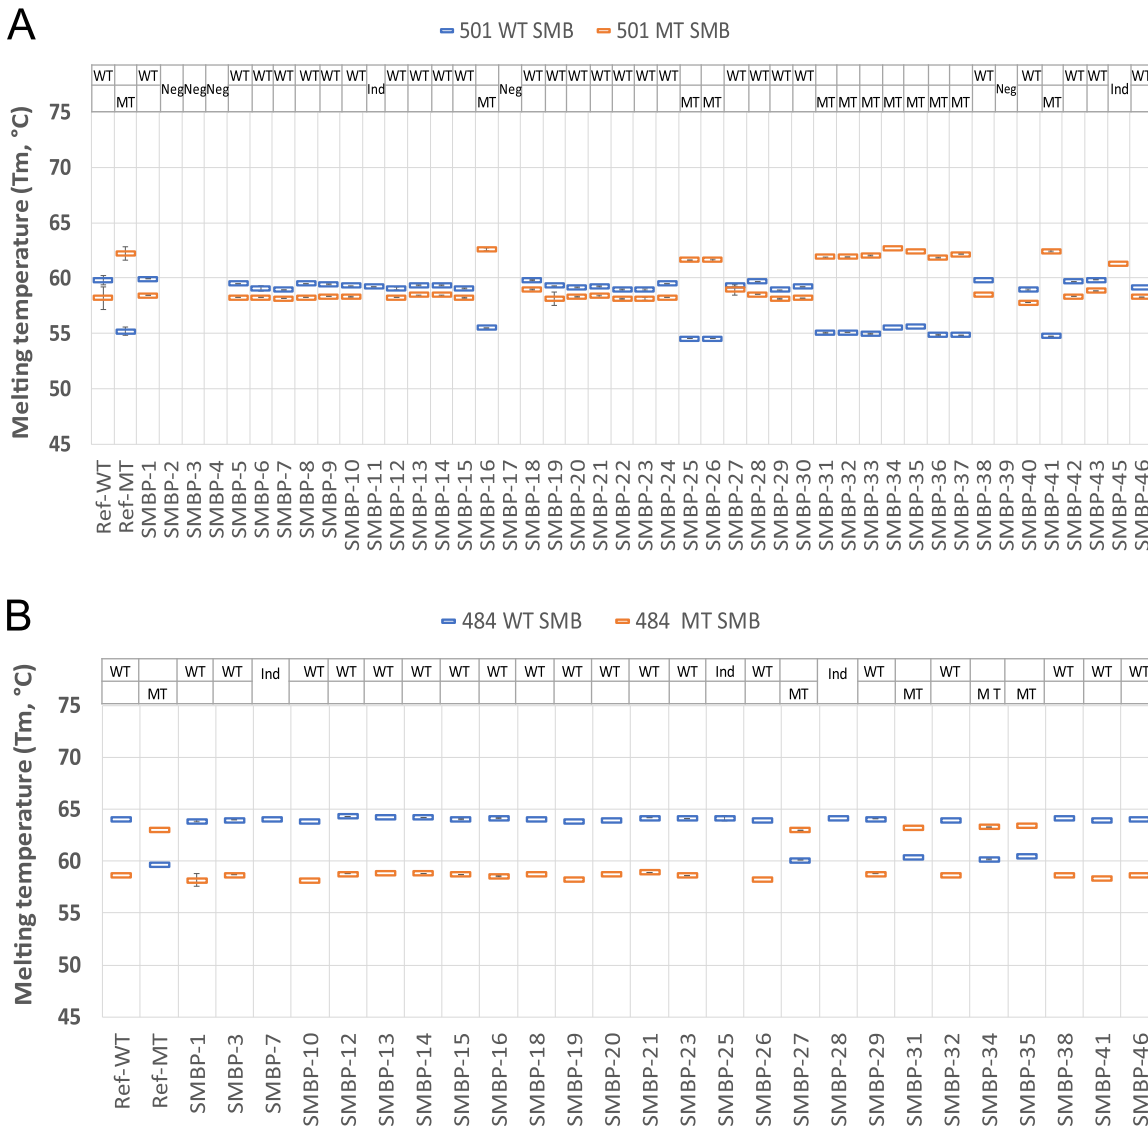 A
501 WT SMB 501 MT SMB
WT WT WT WT WT WT WT WT WT WT WT WT WT WT WT WT WT WT WT WT WT WT WT WT WT WT WT WT WT
Neg Neg Neg Ind Neg Neg Ind
MT MT MT MT MT MT MT MT MT MT MT MT
Melting temperature (Tm, °C)
75
70
65
60
55
50
45
Ref-WT
Ref-MT
SMBP-1
SMBP-2
SMBP-3
SMBP-4
SMBP-5
SMBP-6
SMBP-7
SMBP-8
SMBP-9
SMBP-10
SMBP-11
SMBP-12
SMBP-13
SMBP-14
SMBP-15
SMBP-16
SMBP-17
SMBP-18
SMBP-19
SMBP-20
SMBP-21
SMBP-22
SMBP-23
SMBP-24
SMBP-25
SMBP-26
SMBP-27
SMBP-28
SMBP-29
SMBP-30
SMBP-31
SMBP-32
SMBP-33
SMBP-34
SMBP-35
SMBP-36
SMBP-37
SMBP-38
SMBP-39
SMBP-40
SMBP-41
SMBP-42
SMBP-43
SMBP-45
SMBP-46
B
484 WT SMB 484 MT SMB
WT WT WT Ind WT WT WT WT WT WT WT WT WT WT WT Ind WT Ind WT WT WT WT WT
MT MT MT M T MT
Melting temperature (Tm, °C)
75
70
65
60
55
50
45
Ref-WT
Ref-MT
SMBP-1
SMBP-3
SMBP-7
SMBP-10
SMBP-12
SMBP-13
SMBP-14
SMBP-15
SMBP-16
SMBP-18
SMBP-19
SMBP-20
SMBP-21
SMBP-23
SMBP-25
SMBP-26
SMBP-27
SMBP-28
SMBP-29
SMBP-31
SMBP-32
SMBP-34
SMBP-35
SMBP-38
SMBP-41
SMBP-46